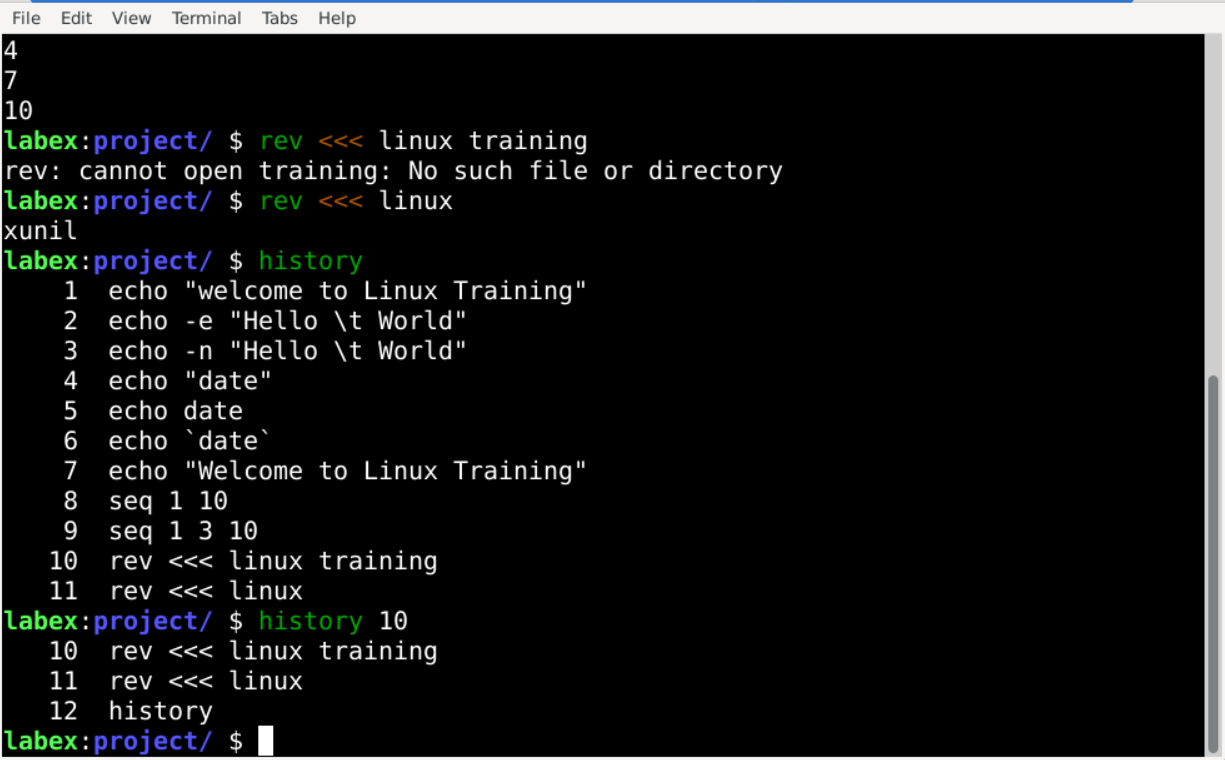 File Edit View Terminal Tabs Help
4
7
10
labex:project/ $ rev <<< linux training
rev: cannot open training: No such file or directory
labex:project/ $ rev <<< linux
xunil
labex:project/ $ history
    1  echo "welcome to Linux Training"
    2  echo -e "Hello \t World"
    3  echo -n "Hello \t World"
    4  echo "date"
    5  echo date
    6  echo `date`
    7  echo "Welcome to Linux Training"
    8  seq 1 10
    9  seq 1 3 10
   10  rev <<< linux training
   11  rev <<< linux
labex:project/ $ history 10
   10  rev <<< linux training
   11  rev <<< linux
   12  history
labex:project/ $